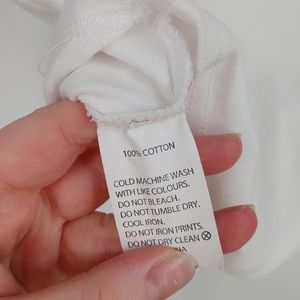 100% COTTON
COLD MACHINE WASH
WITH LIKE COLOURS.
DO NOT BLEACH.
DO NOT TUMBLE DRY.
COOL IRON.
DO NOT IRON PRINTS.
DO NOT DRY CLEAN